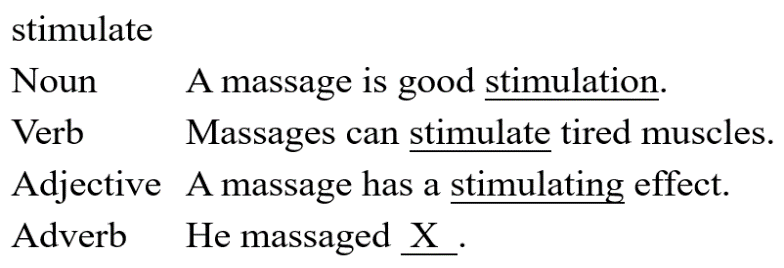 stimulate
Noun A massage is good stimulation.
Verb Massages can stimulate tired muscles.
Adjective A massage has a stimulating effect.
Adverb He massaged X .